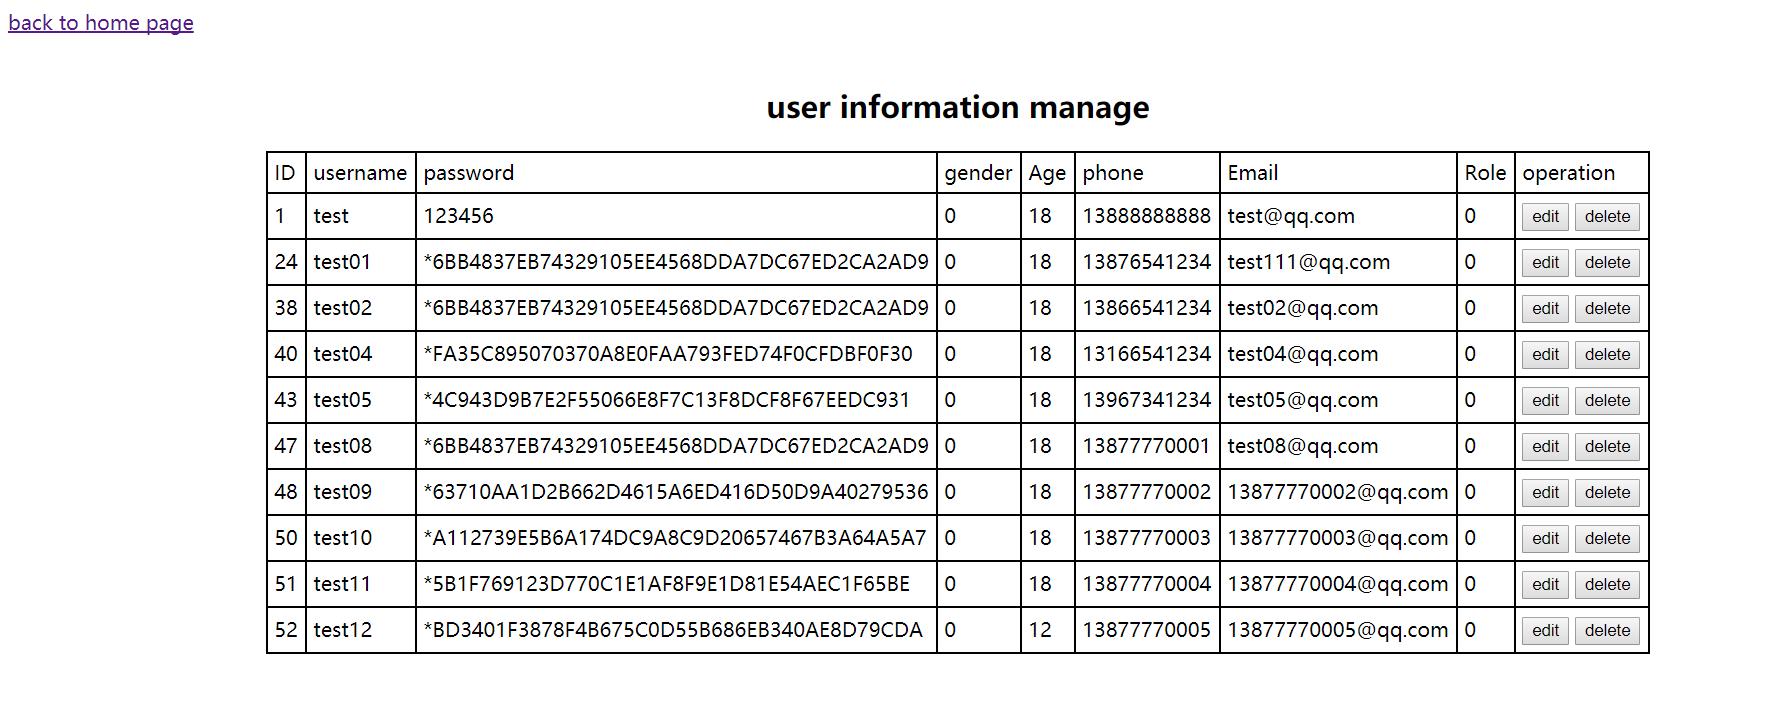 back to home page
user information manage
ID username password gender Age phone Email Role operation
1 test 123456 0 18 13888888888 test@qq.com 0 edit delete
24 test01 *6BB4837EB74329105EE4568DDA7DC67ED2CA2AD9 0 18 13876541234 test111@qq.com 0 edit delete
38 test02 *6BB4837EB74329105EE4568DDA7DC67ED2CA2AD9 0 18 13866541234 test02@qq.com 0 edit delete
40 test04 *FA35C895070370A8E0FAA793FED74F0CFDBF0F30 0 18 13166541234 test04@qq.com 0 edit delete
43 test05 *4C943D9B7E2F55066E8F7C13F8DCF8F67EEDC931 0 18 13967341234 test05@qq.com 0 edit delete
47 test08 *6BB4837EB74329105EE4568DDA7DC67ED2CA2AD9 0 18 13877770001 test08@qq.com 0 edit delete
48 test09 *63710AA1D2B662D4615A6ED416D50D9A40279536 0 18 13877770002 13877770002@qq.com 0 edit delete
50 test10 *A112739E5B6A174DC9A8C9D20657467B3A64A5A7 0 18 13877770003 13877770003@qq.com 0 edit delete
51 test11 *5B1F769123D770C1E1AF8F9E1D81E54AEC1F65BE 0 18 13877770004 13877770004@qq.com 0 edit delete
52 test12 *BD3401F3878F4B675C0D55B686EB340AE8D79CDA 0 12 13877770005 13877770005@qq.com 0 edit delete